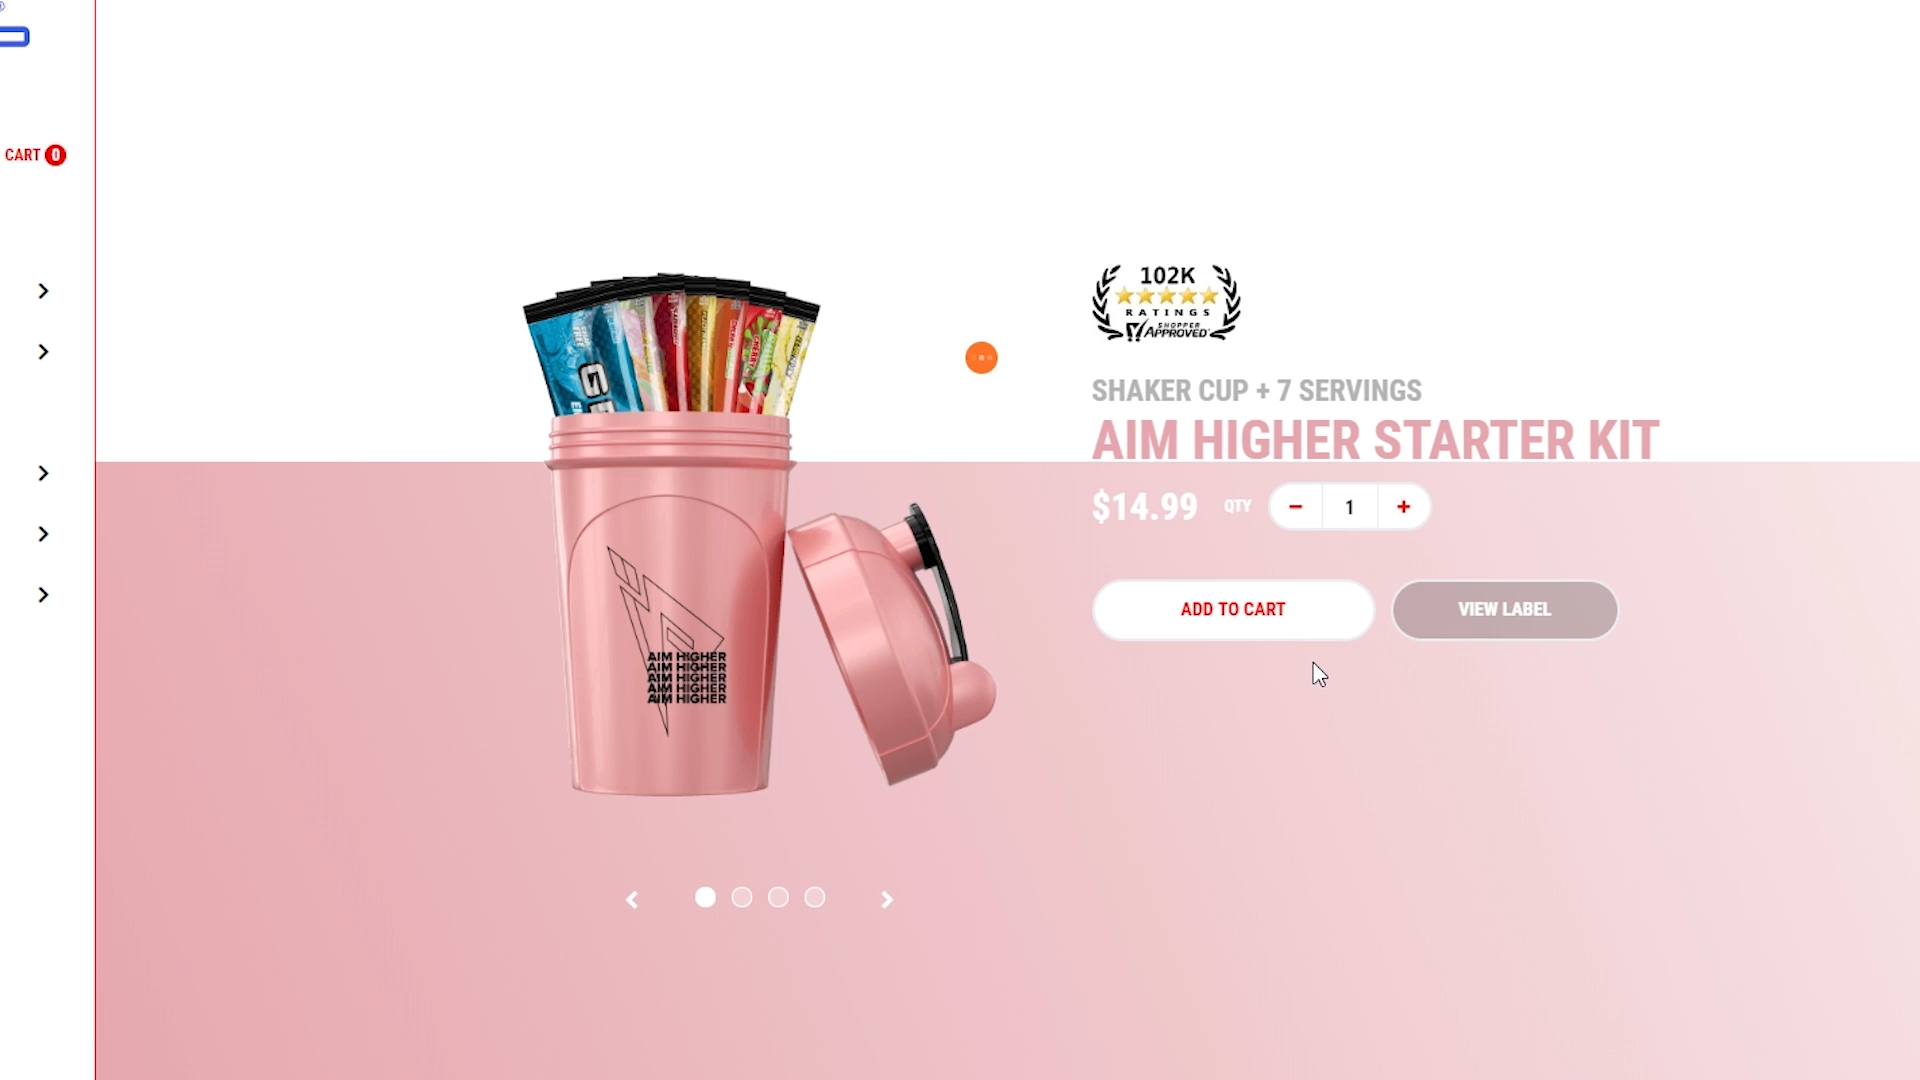 ®
CART 0
102K
RATINGS
SHOPPER
APPROVED
SHAKER CUP + 7 SERVINGS
AIM HIGHER STARTER KIT
$14.99 QTY − 1 +
ADD TO CART
VIEW LABEL
AIM HIGHER
AIM HIGHER
AIM HIGHER
AIM HIGHER
AIM HIGHER